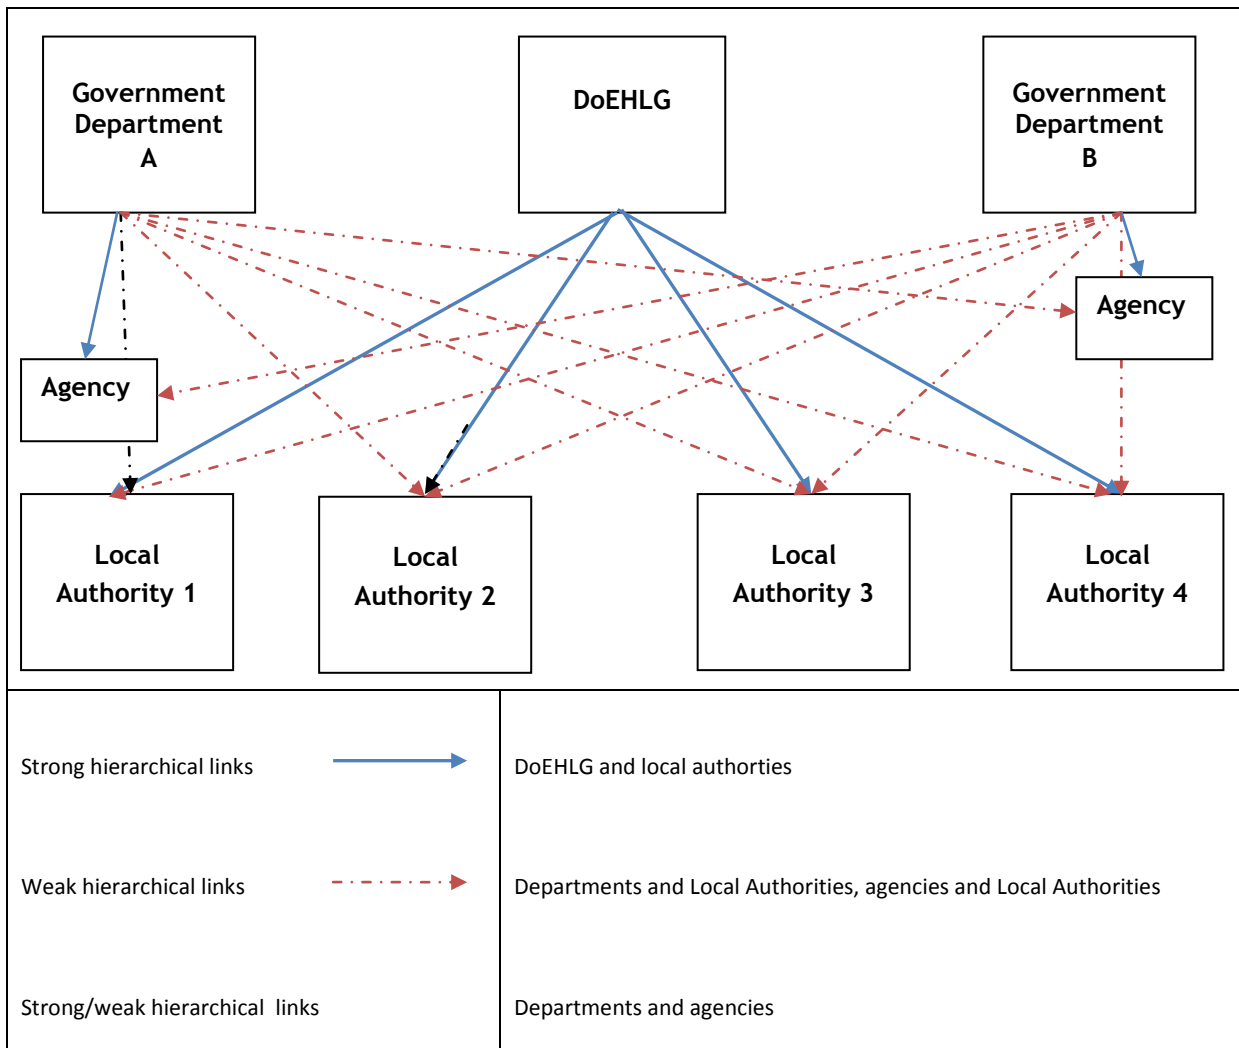 Government
Department
A
DoEHLG
Government
Department
B
Agency
Agency
Local
Authority 1
Local
Authority 2
Local
Authority 3
Local
Authority 4
Strong hierarchical links
DoEHLG and local authorties
Weak hierarchical links
Departments and Local Authorities, agencies and Local Authorities
Strong/weak hierarchical links
Departments and agencies